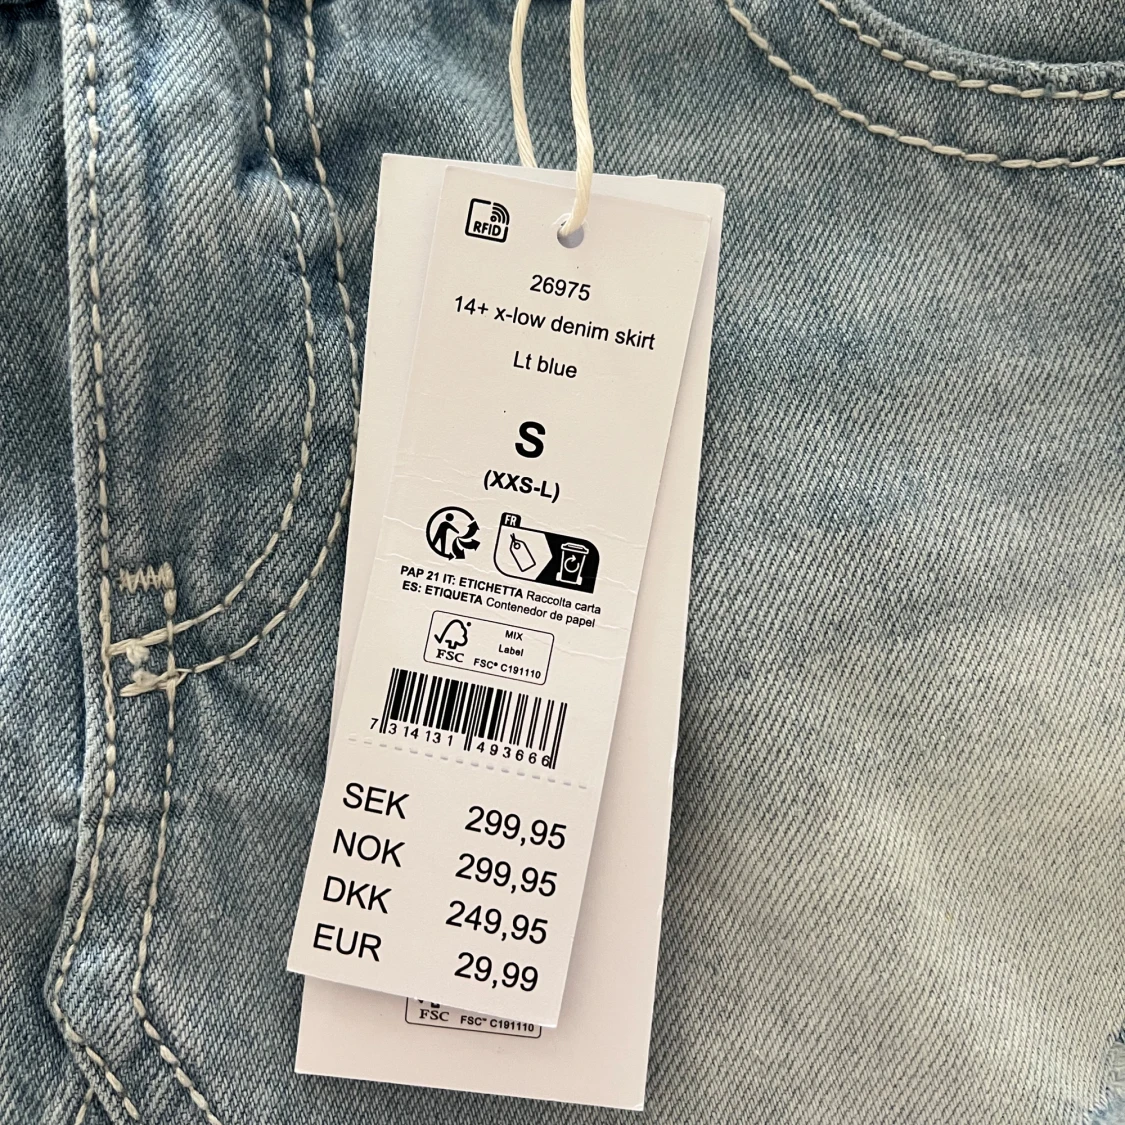 RFID
26975
14+ x-low denim skirt
Lt blue
S
(XXS-L)
FR
PAP 21 IT: ETICHETTA Raccolta carta
ES: ETIQUETA Contenedor de papel
MIX
Label
FSC FSC® C191110
7 314131 493666
SEK 299,95
NOK 299,95
DKK 249,95
EUR 29,99
FSC FSC™ C191110